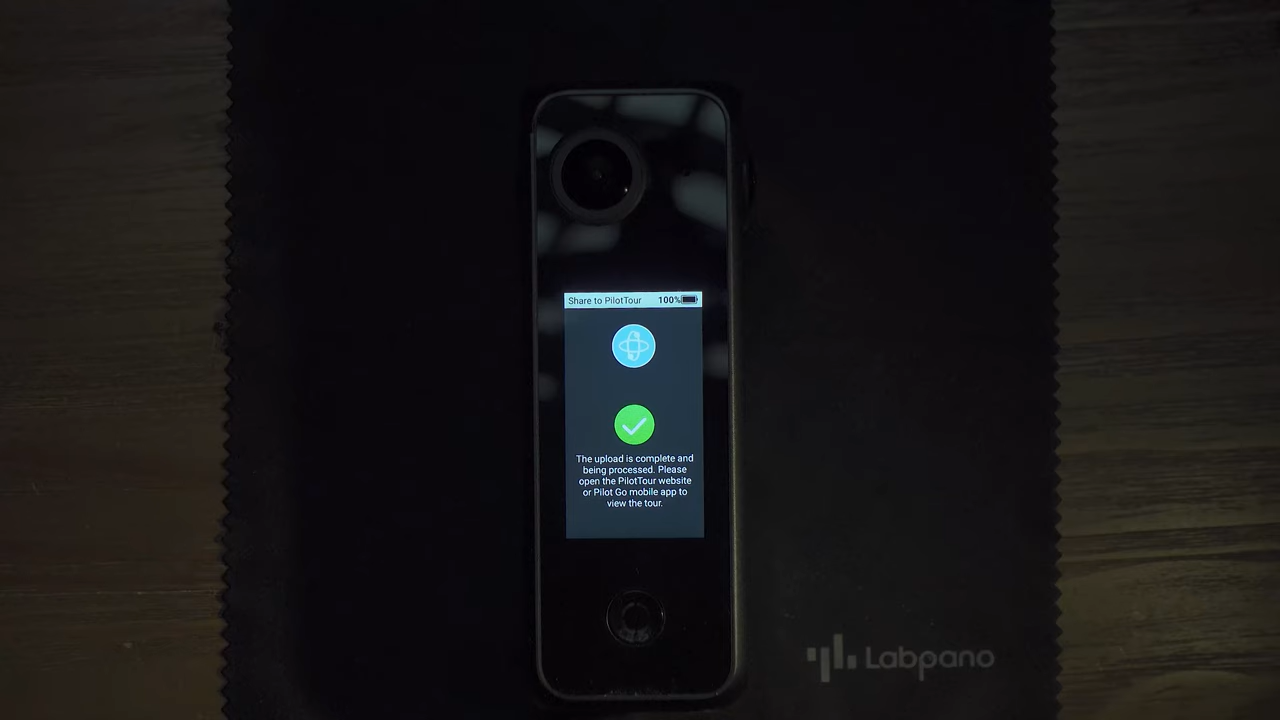 Share to PilotTour 100%
The upload is complete and
being processed. Please
open the PilotTour website
or Pilot Go mobile app to
view the tour.
Labpano